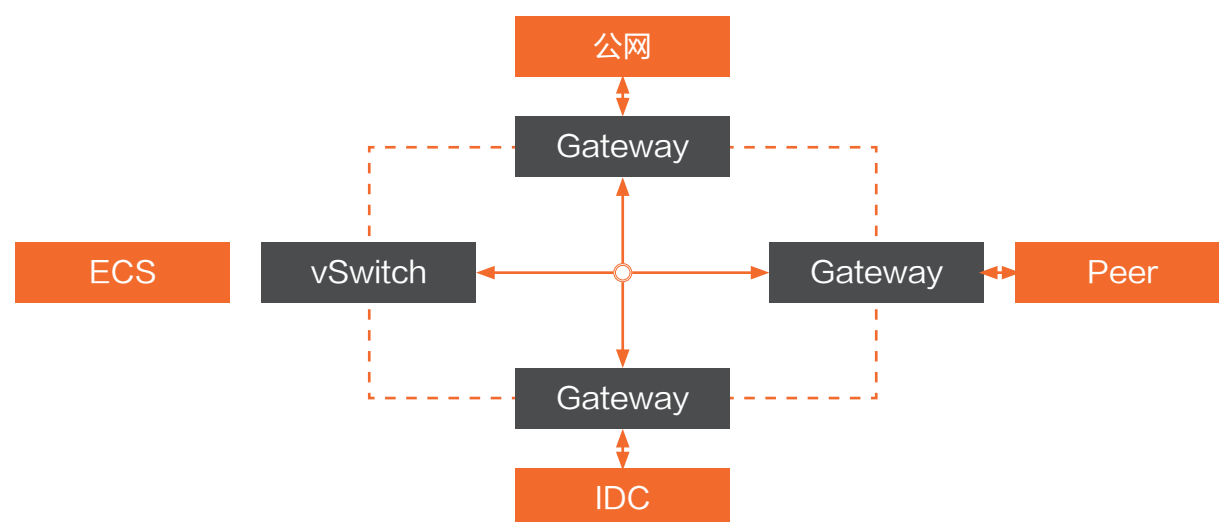 公网
Gateway
ECS
vSwitch
Gateway
Peer
Gateway
IDC